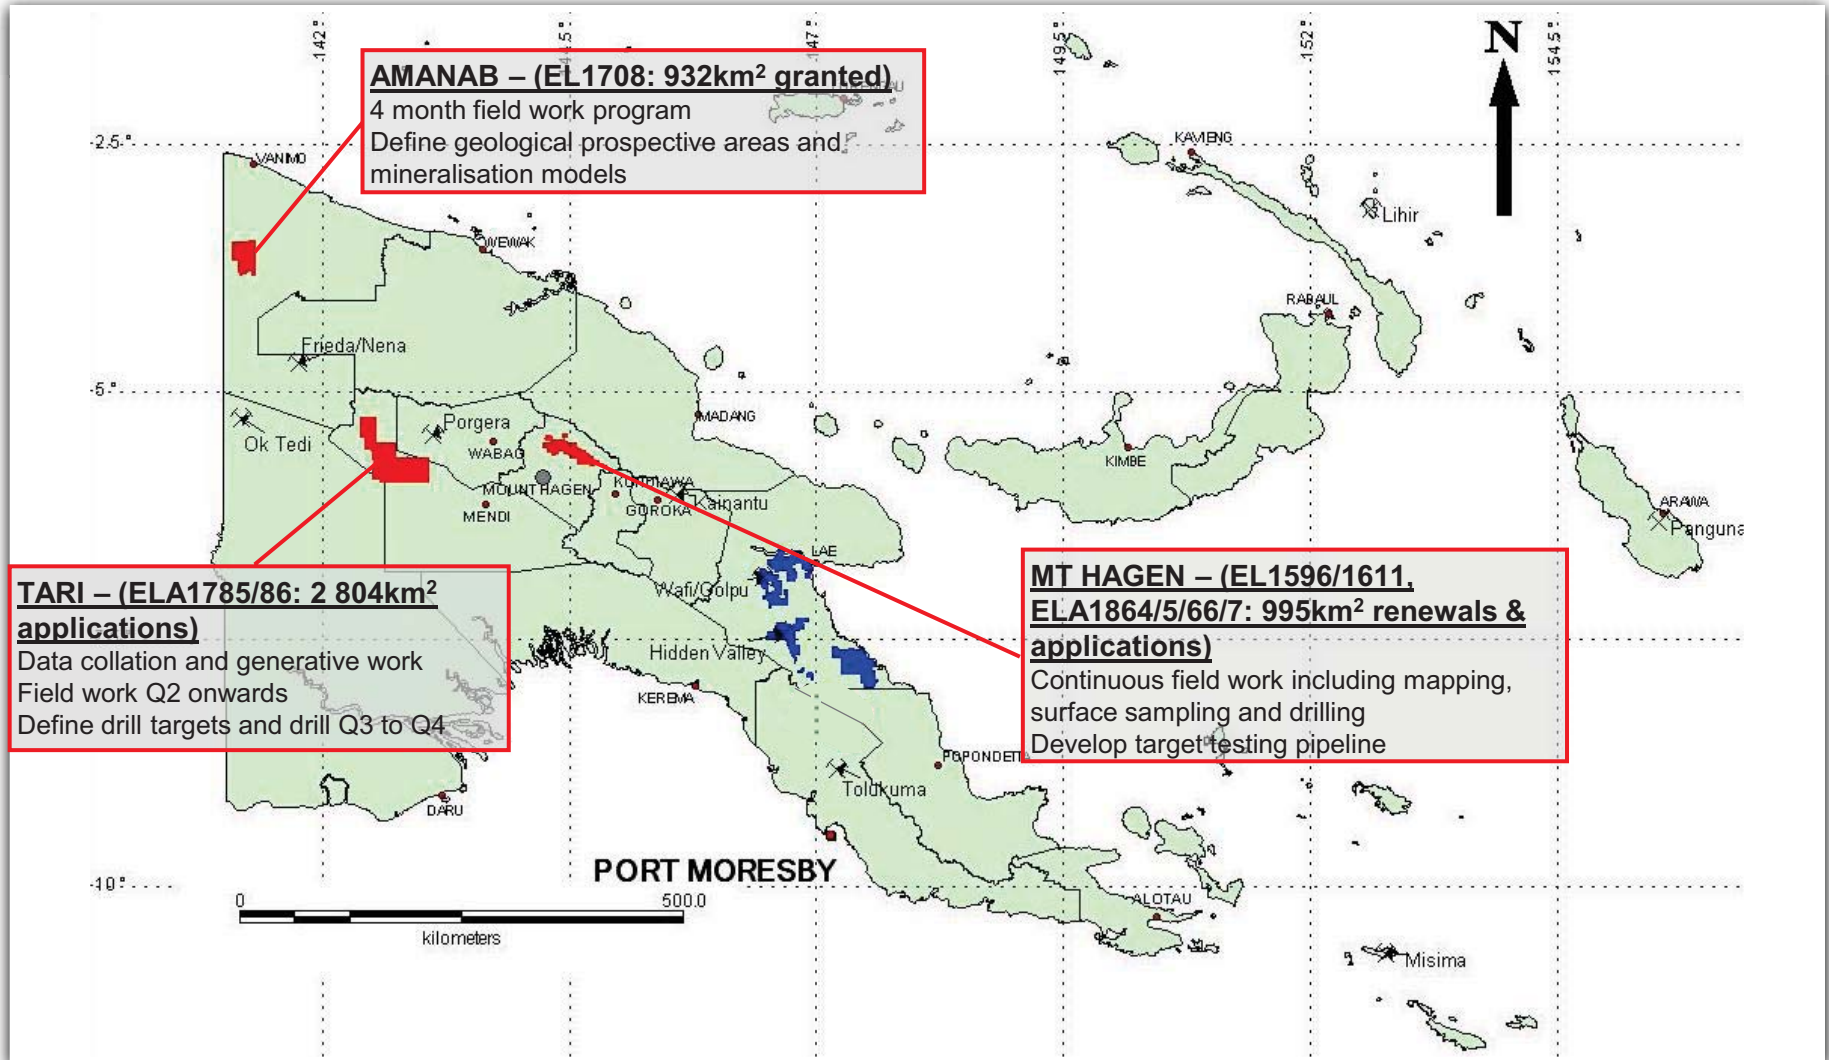 142°
144.5°
147°
149.5°
152°
154.5°
N
AMANAB – (EL1708: 932km² granted)
4 month field work program
Define geological prospective areas and
mineralisation models
-2.5°
VANIMO
KAVIENG
Lihir
WEWAK
RABAUL
Frieda/Nena
-5°
Ok Tedi
Porgera
WABAG
MADANG
KIMBE
MOUNT HAGEN
KUNDIAWA
MENDI
GOROKA
Kainantu
ARAWA
Panguna
LAE
TARI – (ELA1785/86: 2 804km²
applications)
Data collation and generative work
Field work Q2 onwards
Define drill targets and drill Q3 to Q4
Wafi/Golpu
Hidden Valley
MT HAGEN – (EL1596/1611,
ELA1864/5/66/7: 995km² renewals &
applications)
Continuous field work including mapping,
surface sampling and drilling
Develop target testing pipeline
KEREMA
POPONDETTA
Tolukuma
DARU
PORT MORESBY
-10°
0
500.0
kilometers
ALOTAU
Misima